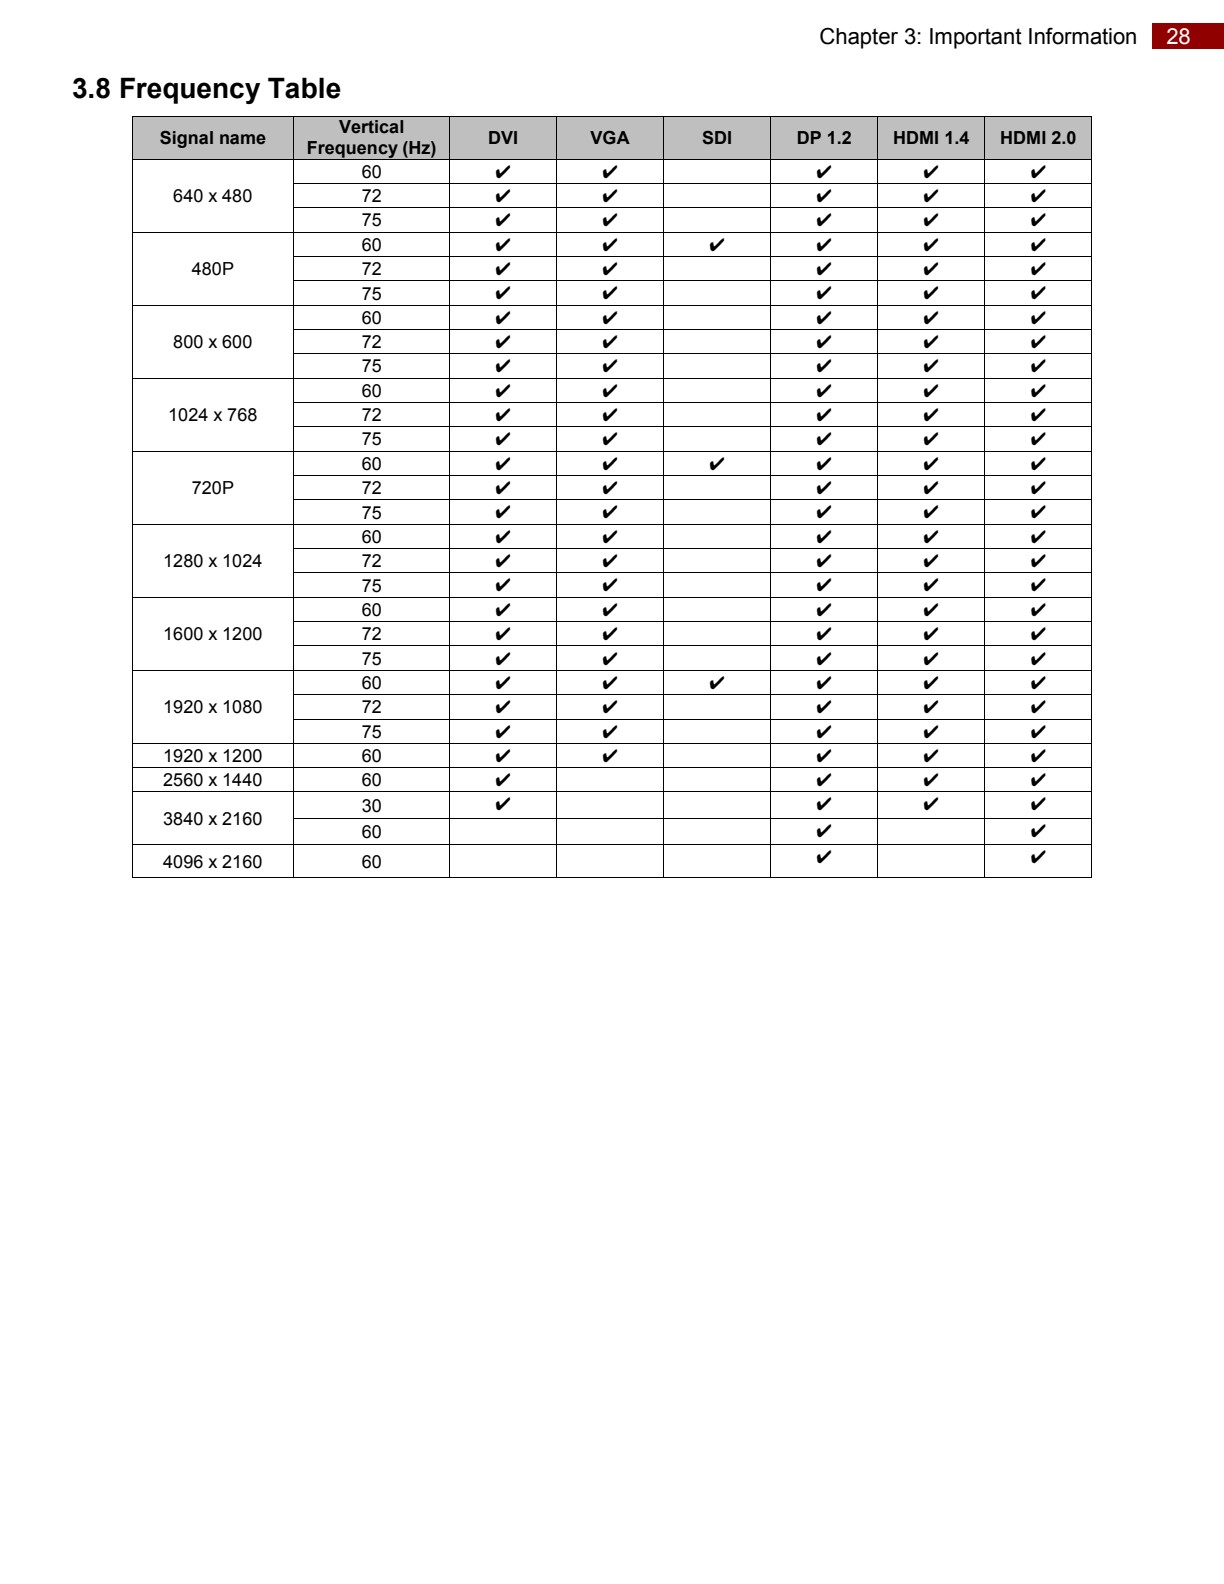 Chapter 3: Important Information 28
3.8 Frequency Table
Signal name Vertical Frequency (Hz) DVI VGA SDI DP 1.2 HDMI 1.4 HDMI 2.0
640 x 480 60 ✔ ✔ ✔ ✔ ✔
72 ✔ ✔ ✔ ✔ ✔
75 ✔ ✔ ✔ ✔ ✔
480P 60 ✔ ✔ ✔ ✔ ✔ ✔
72 ✔ ✔ ✔ ✔ ✔
75 ✔ ✔ ✔ ✔ ✔
800 x 600 60 ✔ ✔ ✔ ✔ ✔
72 ✔ ✔ ✔ ✔ ✔
75 ✔ ✔ ✔ ✔ ✔
1024 x 768 60 ✔ ✔ ✔ ✔ ✔
72 ✔ ✔ ✔ ✔ ✔
75 ✔ ✔ ✔ ✔ ✔
720P 60 ✔ ✔ ✔ ✔ ✔ ✔
72 ✔ ✔ ✔ ✔ ✔
75 ✔ ✔ ✔ ✔ ✔
1280 x 1024 60 ✔ ✔ ✔ ✔ ✔
72 ✔ ✔ ✔ ✔ ✔
75 ✔ ✔ ✔ ✔ ✔
1600 x 1200 60 ✔ ✔ ✔ ✔ ✔
72 ✔ ✔ ✔ ✔ ✔
75 ✔ ✔ ✔ ✔ ✔
1920 x 1080 60 ✔ ✔ ✔ ✔ ✔ ✔
72 ✔ ✔ ✔ ✔ ✔
75 ✔ ✔ ✔ ✔ ✔
1920 x 1200 60 ✔ ✔ ✔ ✔ ✔
2560 x 1440 60 ✔ ✔ ✔ ✔
3840 x 2160 30 ✔ ✔ ✔ ✔
60 ✔ ✔
4096 x 2160 60 ✔ ✔